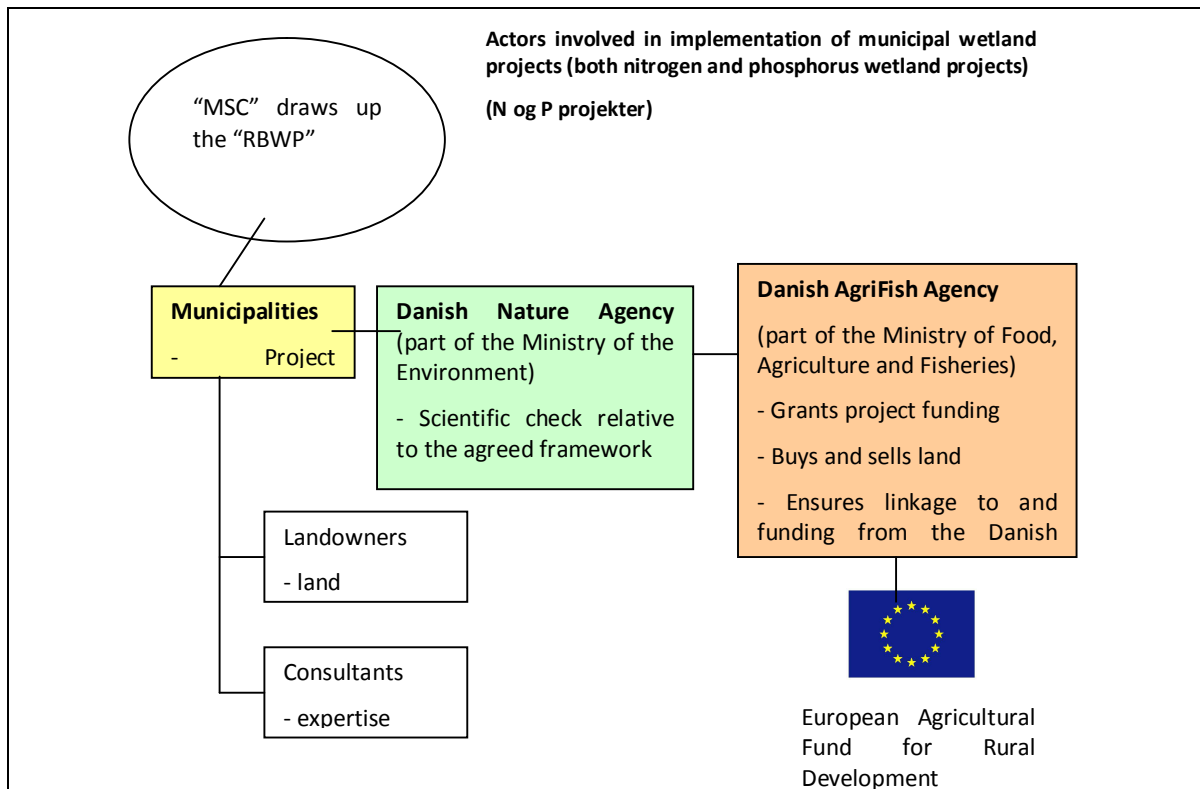 Actors involved in implementation of municipal wetland
projects (both nitrogen and phosphorus wetland projects)
(N og P projekter)
“MSC” draws up
the “RBWP”
Municipalities
- Project
Danish Nature Agency
(part of the Ministry of the
Environment)
- Scientific check relative
to the agreed framework
Danish AgriFish Agency
(part of the Ministry of Food,
Agriculture and Fisheries)
- Grants project funding
- Buys and sells land
- Ensures linkage to and
funding from the Danish
Landowners
- land
Consultants
- expertise
European Agricultural
Fund for Rural
Development